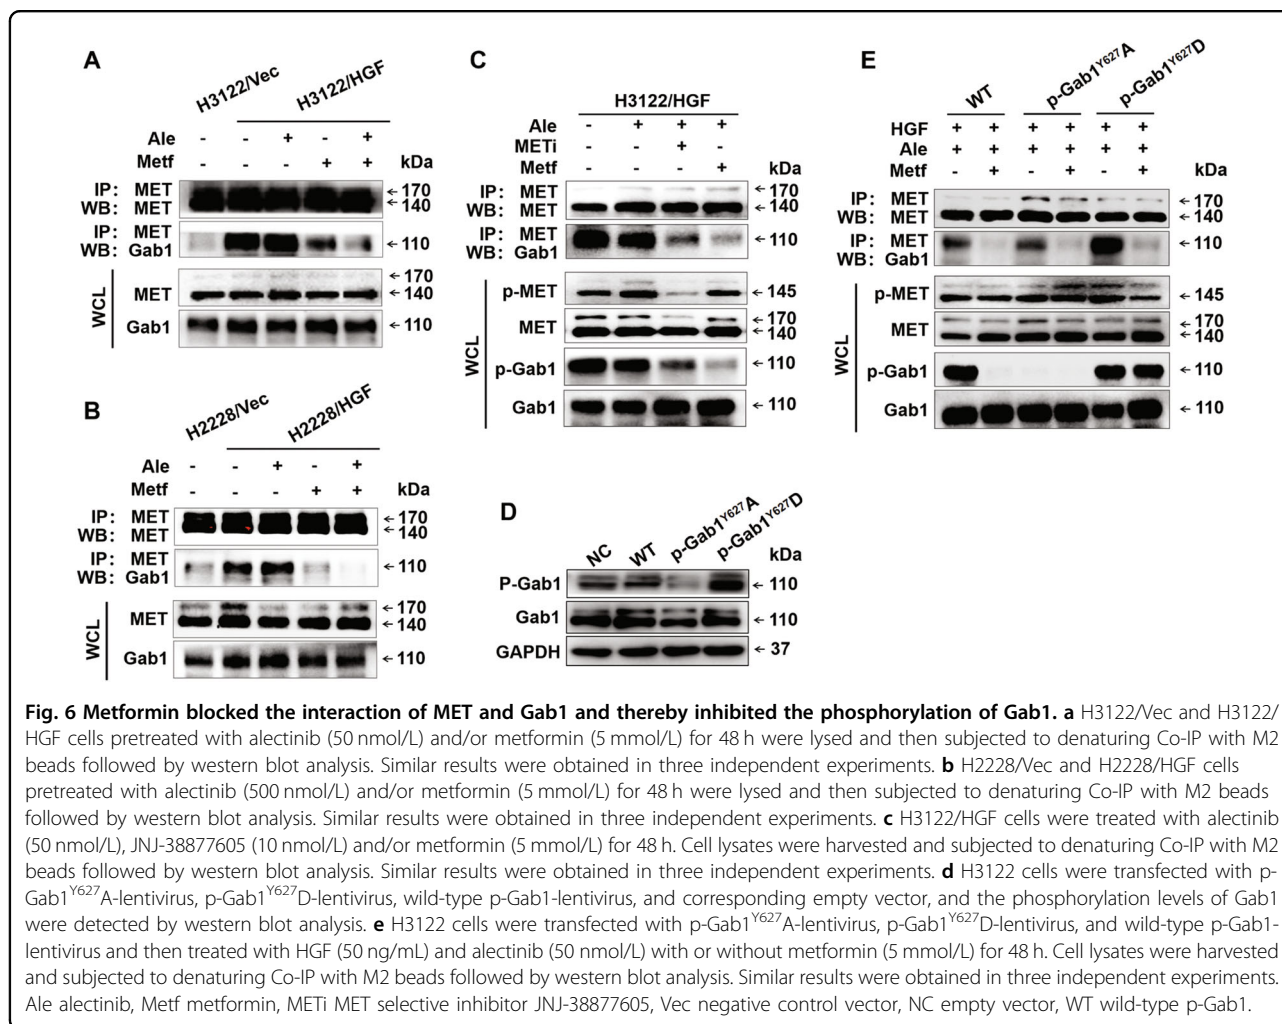 A
H3122/Vec
H3122/HGF
Ale - - + - +
Metf - - - + + kDa
IP: MET
WB: MET
←170
←140
IP: MET
WB: Gab1
←110
WCL
MET
←170
←140
Gab1
←110
B
H2228/Vec
H2228/HGF
Ale - - + - +
Metf - - - + + kDa
IP: MET
WB: MET
←170
←140
IP: MET
WB: Gab1
←110
WCL
MET
←170
←140
Gab1
←110
C
H3122/HGF
Ale - + + +
METi - - + -
Metf - - - + kDa
IP: MET
WB: MET
←170
←140
IP: MET
WB: Gab1
←110
WCL
p-MET
←145
MET
←170
←140
p-Gab1
←110
Gab1
←110
D
NC
WT
p-Gab1^Y627A
p-Gab1^Y627D
kDa
P-Gab1
←110
Gab1
←110
GAPDH
←37
E
WT
p-Gab1^Y627A
p-Gab1^Y627D
HGF + + + + + +
Ale + + + + + +
Metf - + - + - + kDa
IP: MET
WB: MET
←170
←140
IP: MET
WB: Gab1
←110
WCL
p-MET
←145
MET
←170
←140
p-Gab1
←110
Gab1
←110
Fig. 6 Metformin blocked the interaction of MET and Gab1 and thereby inhibited the phosphorylation of Gab1. a H3122/Vec and H3122/
HGF cells pretreated with alectinib (50 nmol/L) and/or metformin (5 mmol/L) for 48 h were lysed and then subjected to denaturing Co-IP with M2
beads followed by western blot analysis. Similar results were obtained in three independent experiments. b H2228/Vec and H2228/HGF cells
pretreated with alectinib (500 nmol/L) and/or metformin (5 mmol/L) for 48 h were lysed and then subjected to denaturing Co-IP with M2 beads
followed by western blot analysis. Similar results were obtained in three independent experiments. c H3122/HGF cells were treated with alectinib
(50 nmol/L), JNJ-38877605 (10 nmol/L) and/or metformin (5 mmol/L) for 48 h. Cell lysates were harvested and subjected to denaturing Co-IP with M2
beads followed by western blot analysis. Similar results were obtained in three independent experiments. d H3122 cells were transfected with p-
Gab1^Y627A-lentivirus, p-Gab1^Y627D-lentivirus, wild-type p-Gab1-lentivirus, and corresponding empty vector, and the phosphorylation levels of Gab1
were detected by western blot analysis. e H3122 cells were transfected with p-Gab1^Y627A-lentivirus, p-Gab1^Y627D-lentivirus, and wild-type p-Gab1-
lentivirus and then treated with HGF (50 ng/mL) and alectinib (50 nmol/L) with or without metformin (5 mmol/L) for 48 h. Cell lysates were harvested
and subjected to denaturing Co-IP with M2 beads followed by western blot analysis. Similar results were obtained in three independent experiments.
Ale alectinib, Metf metformin, METi MET selective inhibitor JNJ-38877605, Vec negative control vector, NC empty vector, WT wild-type p-Gab1.